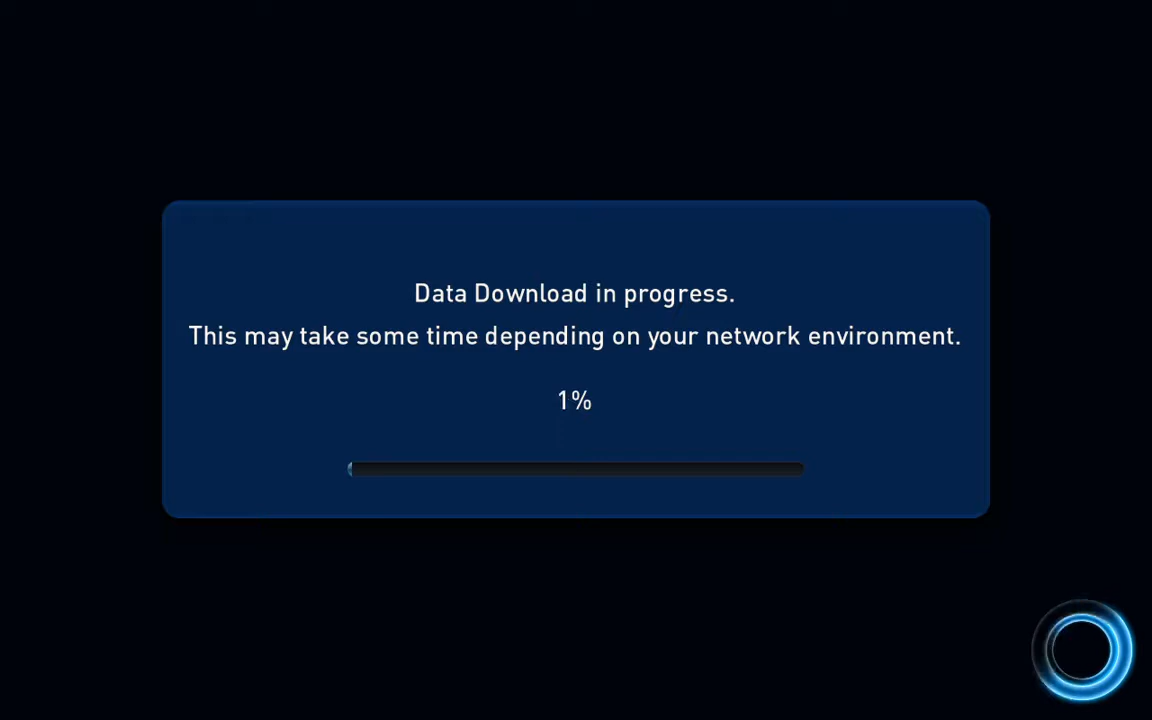 Data Download in progress.
This may take some time depending on your network environment.
1%